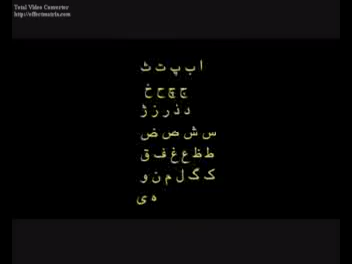 Total Video Converter
http://effectmatrix.com
ا ب پ ت ٹ
ج چ ح خ
د ذ ر ز ژ
س ش ص ض
ط ظ ع غ ف ق
ک گ ل م ن و
ه ی